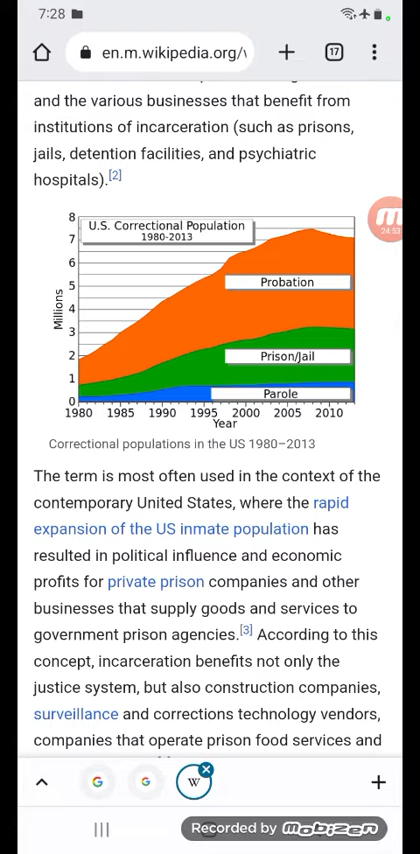 7:28
en.m.wikipedia.org/
17
and the various businesses that benefit from
institutions of incarceration (such as prisons,
jails, detention facilities, and psychiatric
hospitals).[2]
24:53
8
7
6
5
4
3
2
1
0
Millions
U.S. Correctional Population
1980-2013
Probation
Prison/Jail
Parole
1980 1985 1990 1995 2000 2005 2010
Year
Correctional populations in the US 1980–2013
The term is most often used in the context of the
contemporary United States, where the rapid
expansion of the US inmate population has
resulted in political influence and economic
profits for private prison companies and other
businesses that supply goods and services to
government prison agencies.[3] According to this
concept, incarceration benefits not only the
justice system, but also construction companies,
surveillance and corrections technology vendors,
companies that operate prison food services and
G G W
Recorded by mobizen